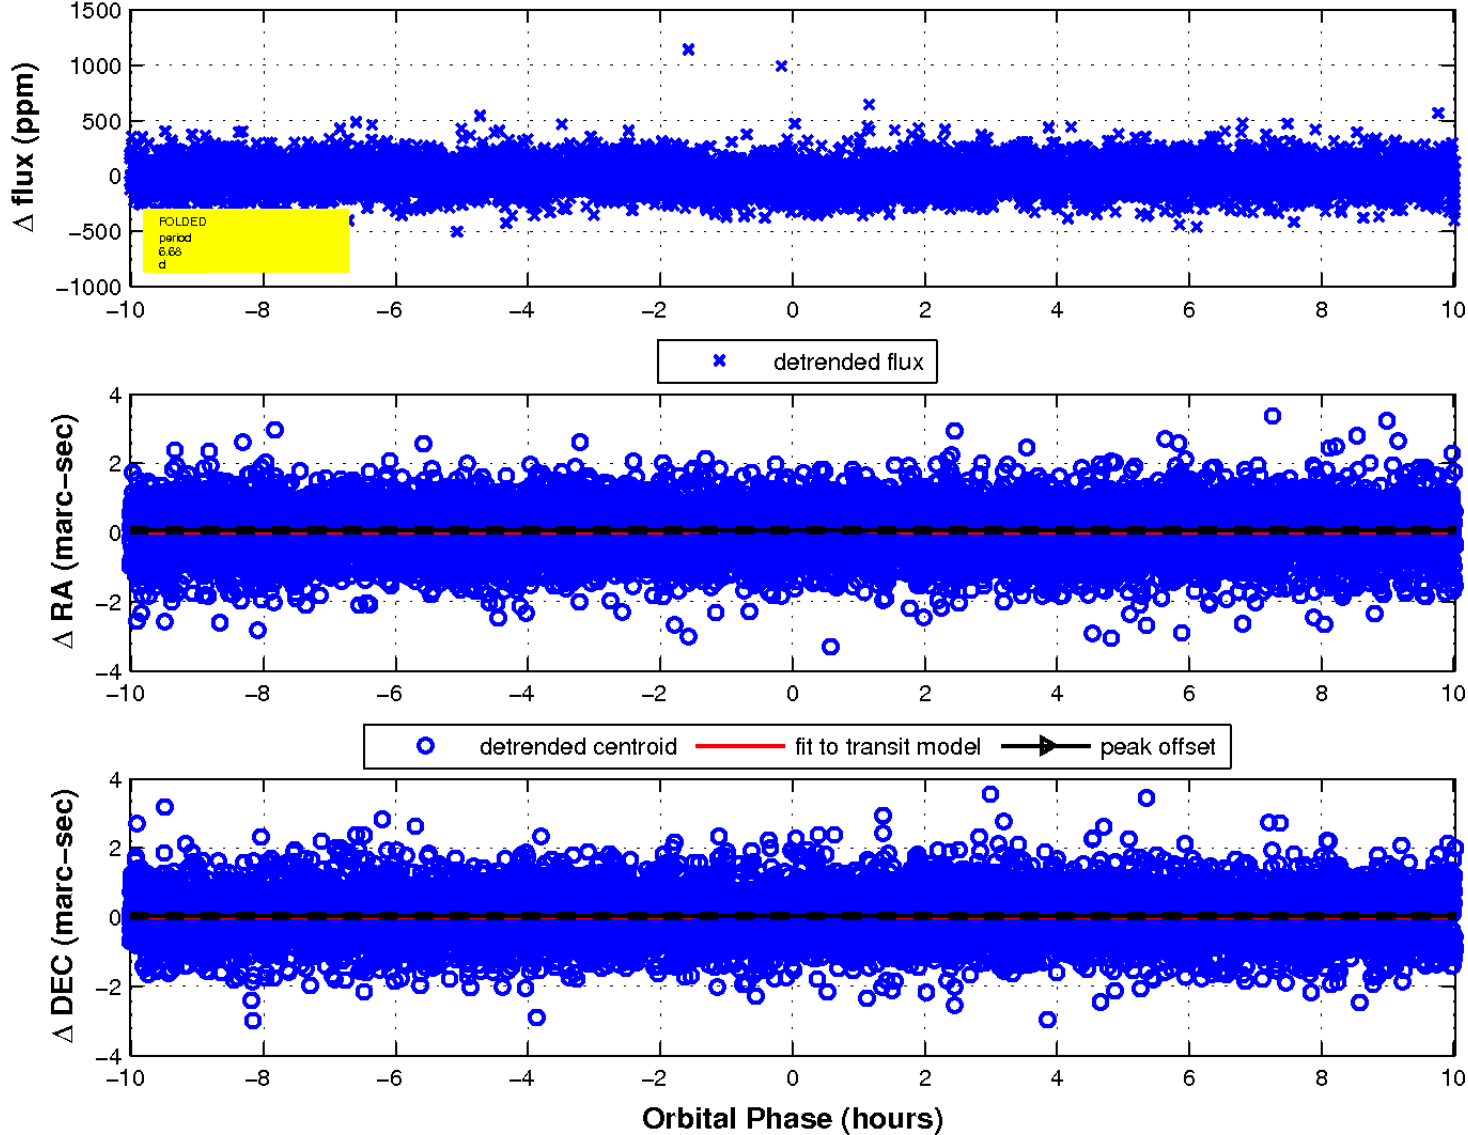 1500
1000
500
0
−500
−1000
Δ flux (ppm)
FOLDED
period
6.68
d
−10 −8 −6 −4 −2 0 2 4 6 8 10
detrended flux
4
2
0
−2
−4
Δ RA (marc−sec)
−10 −8 −6 −4 −2 0 2 4 6 8 10
detrended centroid fit to transit model peak offset
4
2
0
−2
−4
Δ DEC (marc−sec)
−10 −8 −6 −4 −2 0 2 4 6 8 10
Orbital Phase (hours)